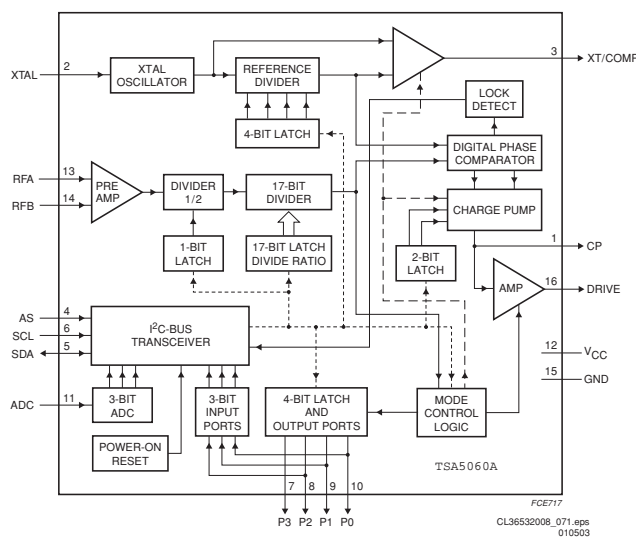 3
XT/COMP
2
XTAL
XTAL
OSCILLATOR
REFERENCE
DIVIDER
LOCK
DETECT
4-BIT LATCH
DIGITAL PHASE
COMPARATOR
13
RFA
14
RFB
PRE
AMP
DIVIDER
1/2
17-BIT
DIVIDER
CHARGE PUMP
1
CP
1-BIT
LATCH
17-BIT LATCH
DIVIDE RATIO
2-BIT
LATCH
AMP
16
DRIVE
4
AS
6
SCL
5
SDA
I²C-BUS
TRANSCEIVER
12
VCC
15
GND
11
ADC
3-BIT
ADC
3-BIT
INPUT
PORTS
4-BIT LATCH
AND
OUTPUT PORTS
MODE
CONTROL
LOGIC
POWER-ON
RESET
TSA5060A
7 8 9 10
FCE717
P3 P2 P1 P0
CL36532008_071.eps
010503